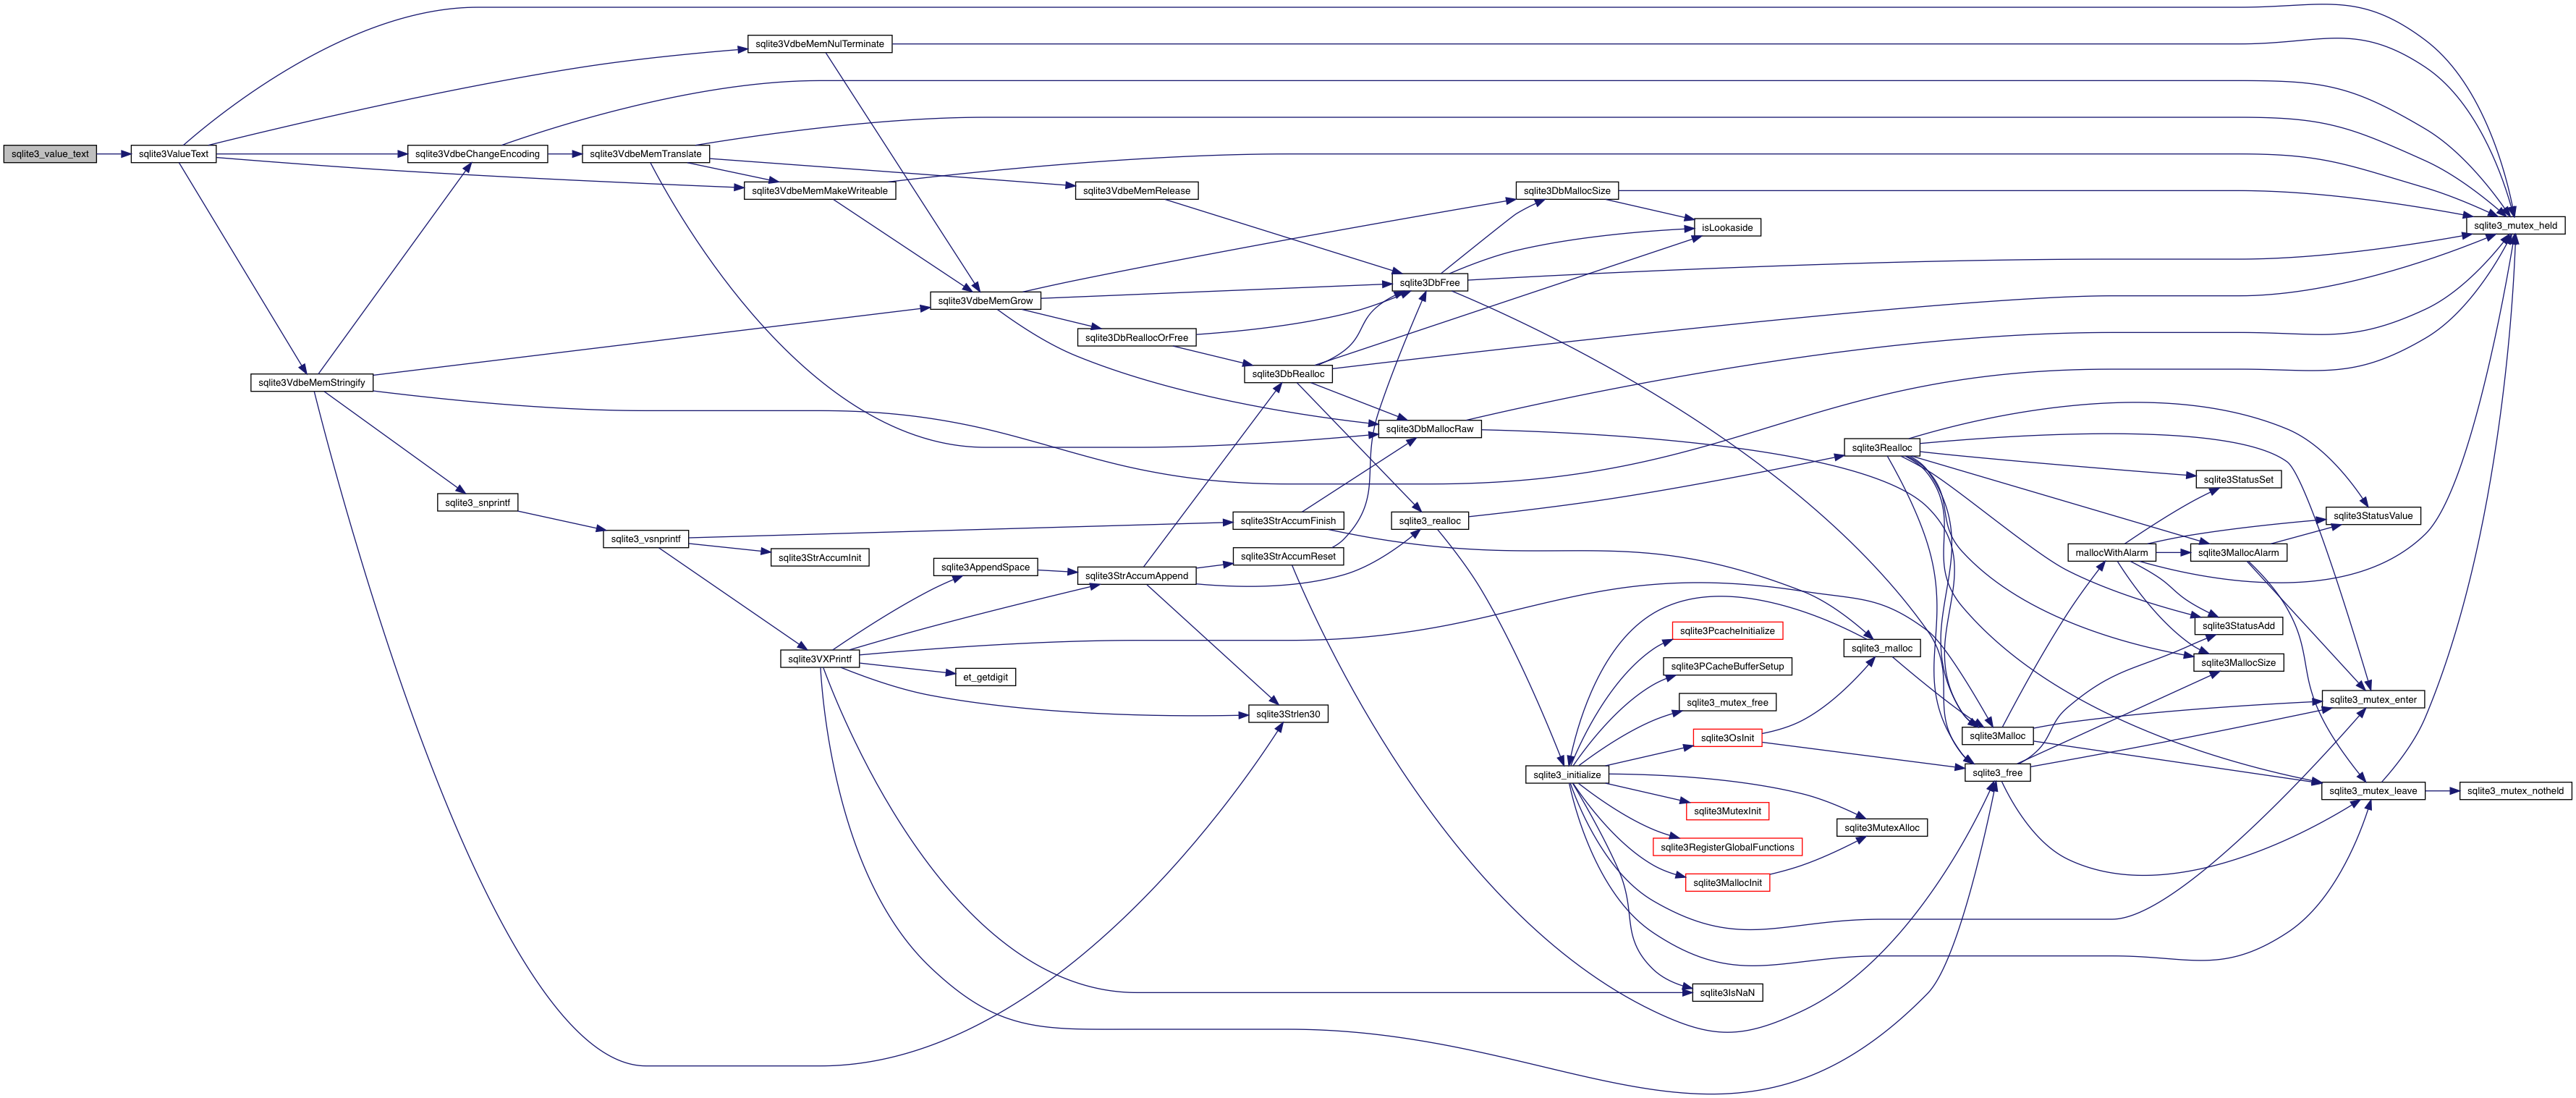 sqlite3_value_text
sqlite3ValueText
sqlite3VdbeMemNulTerminate
sqlite3VdbeChangeEncoding
sqlite3VdbeMemTranslate
sqlite3VdbeMemMakeWriteable
sqlite3VdbeMemRelease
sqlite3DbMallocSize
isLookaside
sqlite3_mutex_held
sqlite3VdbeMemGrow
sqlite3DbFree
sqlite3DbReallocOrFree
sqlite3DbRealloc
sqlite3VdbeMemStringify
sqlite3DbMallocRaw
sqlite3Realloc
sqlite3StatusSet
sqlite3_snprintf
sqlite3_vsnprintf
sqlite3StrAccumFinish
sqlite3_realloc
sqlite3StatusValue
sqlite3StrAccumInit
sqlite3StrAccumReset
mallocWithAlarm
sqlite3MallocAlarm
sqlite3AppendSpace
sqlite3StrAccumAppend
sqlite3StatusAdd
sqlite3PcacheInitialize
sqlite3_malloc
sqlite3VXPrintf
sqlite3PCacheBufferSetup
sqlite3MallocSize
et_getdigit
sqlite3_mutex_free
sqlite3_mutex_enter
sqlite3Strlen30
sqlite3OsInit
sqlite3Malloc
sqlite3_initialize
sqlite3_free
sqlite3_mutex_leave
sqlite3_mutex_notheld
sqlite3MutexInit
sqlite3MutexAlloc
sqlite3RegisterGlobalFunctions
sqlite3MallocInit
sqlite3IsNaN